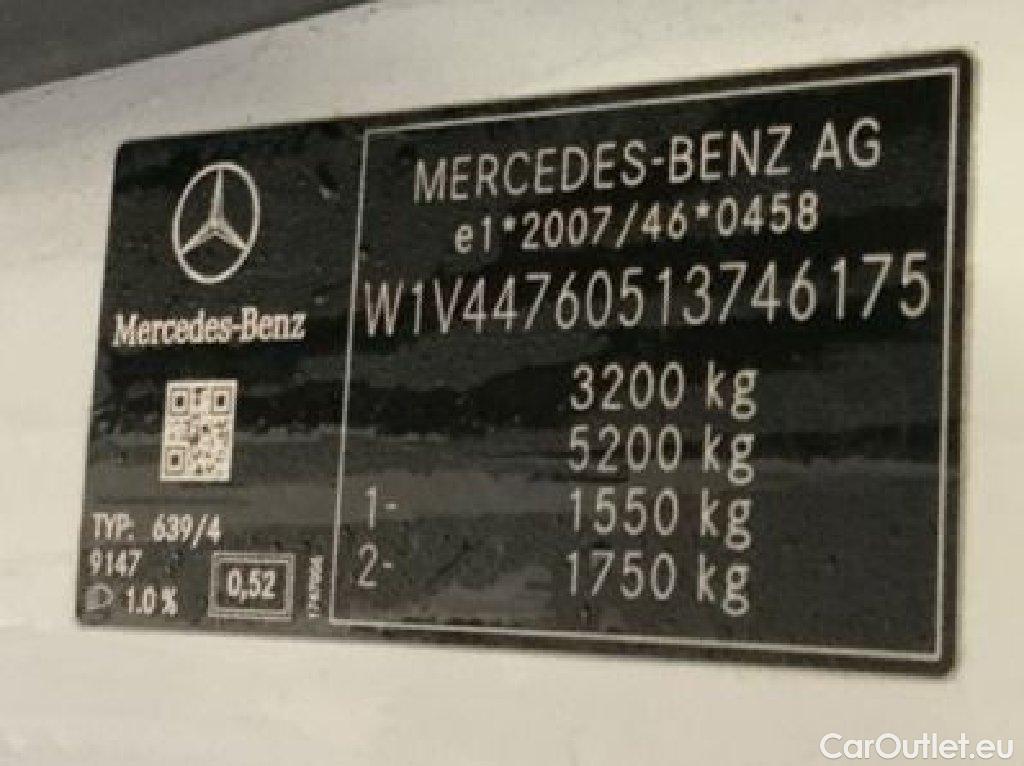 MERCEDES-BENZ AG
e1*2007/46*0458
W1V44760513746175
3200 kg
5200 kg
1- 1550 kg
2- 1750 kg
Mercedes-Benz
TYP: 639/4
9147
1.0 %
0,52
CarOutlet.eu